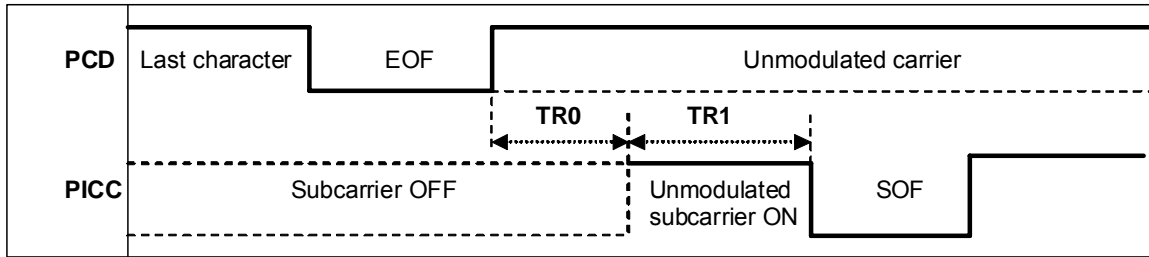 PCD Last character EOF Unmodulated carrier
TR0 TR1
PICC Subcarrier OFF Unmodulated SOF
subcarrier ON